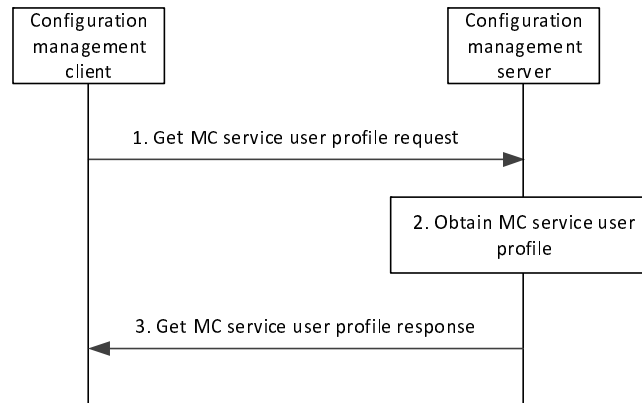 Configuration
management
client
Configuration
management
server
1. Get MC service user profile request
2. Obtain MC service user
profile
3. Get MC service user profile response